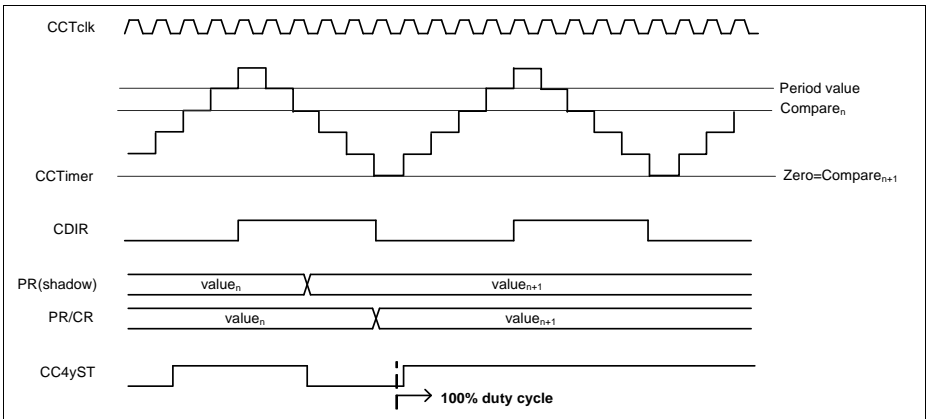 CCTclk
Period value
Compareₙ
CCTimer
Zero=Compareₙ₊₁
CDIR
PR(shadow) valueₙ valueₙ₊₁
PR/CR valueₙ valueₙ₊₁
CC4yST
100% duty cycle